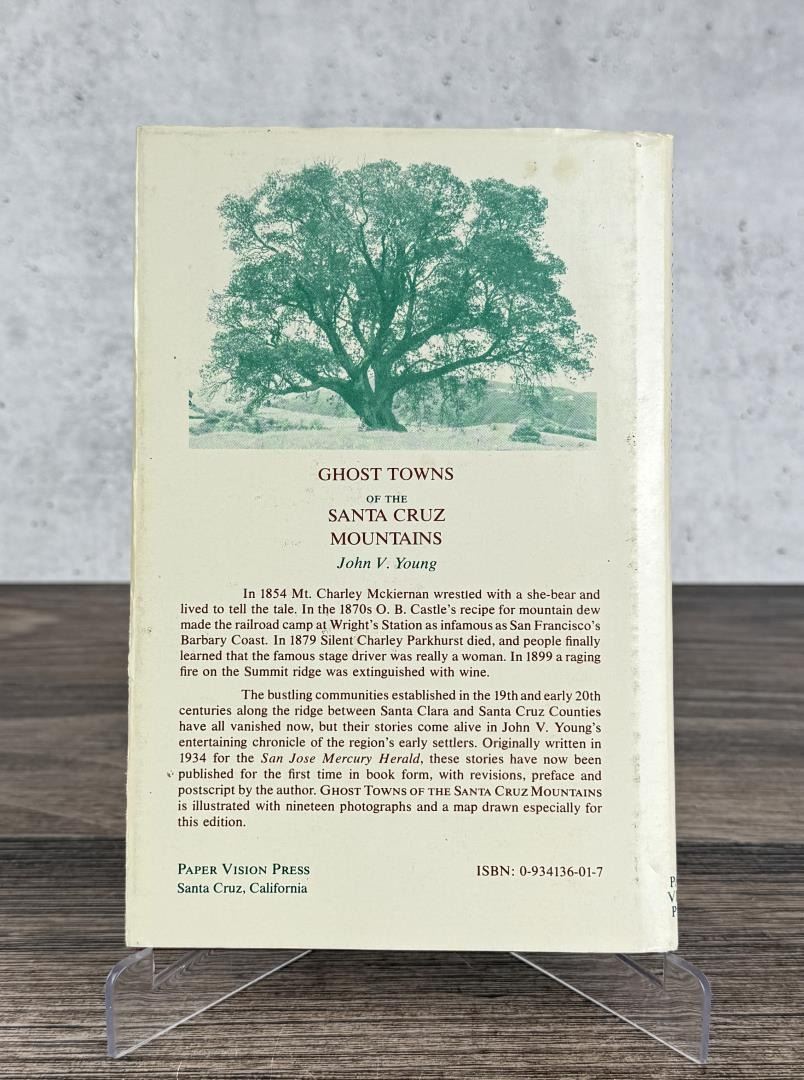 GHOST TOWNS
OF THE
SANTA CRUZ
MOUNTAINS
John V. Young
In 1854 Mt. Charley Mckiernan wrestled with a she-bear and
lived to tell the tale. In the 1870s O. B. Castle's recipe for mountain dew
made the railroad camp at Wright's Station as infamous as San Francisco's
Barbary Coast. In 1879 Silent Charley Parkhurst died, and people finally
learned that the famous stage driver was really a woman. In 1899 a raging
fire on the Summit ridge was extinguished with wine.
The bustling communities established in the 19th and early 20th
centuries along the ridge between Santa Clara and Santa Cruz Counties
have all vanished now, but their stories come alive in John V. Young's
entertaining chronicle of the region's early settlers. Originally written in
1934 for the San Jose Mercury Herald, these stories have now been
published for the first time in book form, with revisions, preface and
postscript by the author. GHOST TOWNS OF THE SANTA CRUZ MOUNTAINS
is illustrated with nineteen photographs and a map drawn especially for
this edition.
PAPER VISION PRESS
Santa Cruz, California
ISBN: 0-934136-01-7